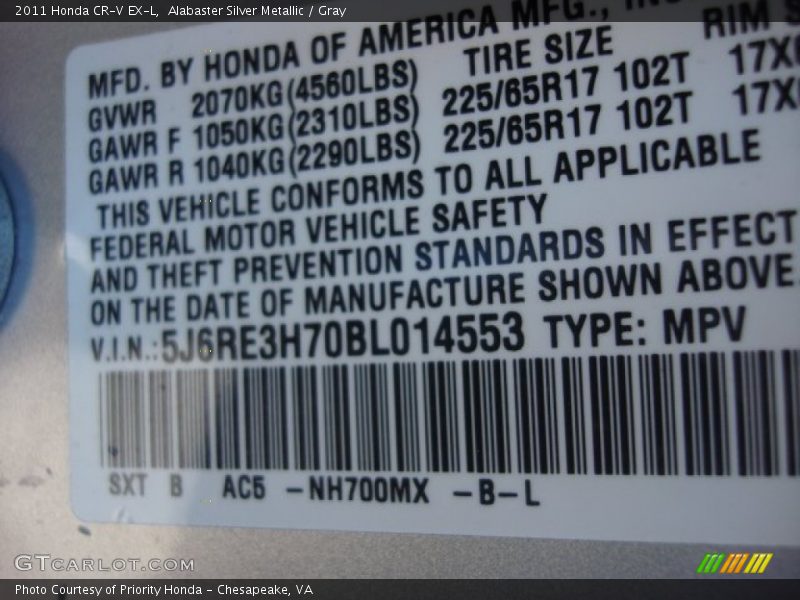 2011 Honda CR-V EX-L, Alabaster Silver Metallic / Gray
MFD. BY HONDA OF AMERICA MFG., INC
GVWR 2070KG(4560LBS) TIRE SIZE RIM S
GAWR F 1050KG(2310LBS) 225/65R17 102T 17X
GAWR R 1040KG(2290LBS) 225/65R17 102T 17X
THIS VEHICLE CONFORMS TO ALL APPLICABLE
FEDERAL MOTOR VEHICLE SAFETY
AND THEFT PREVENTION STANDARDS IN EFFECT
ON THE DATE OF MANUFACTURE SHOWN ABOVE
V.I.N.:5J6RE3H70BL014553 TYPE: MPV
SXT B AC5 -NH700MX -B-L
GTCARLOT.COM
Photo Courtesy of Priority Honda - Chesapeake, VA